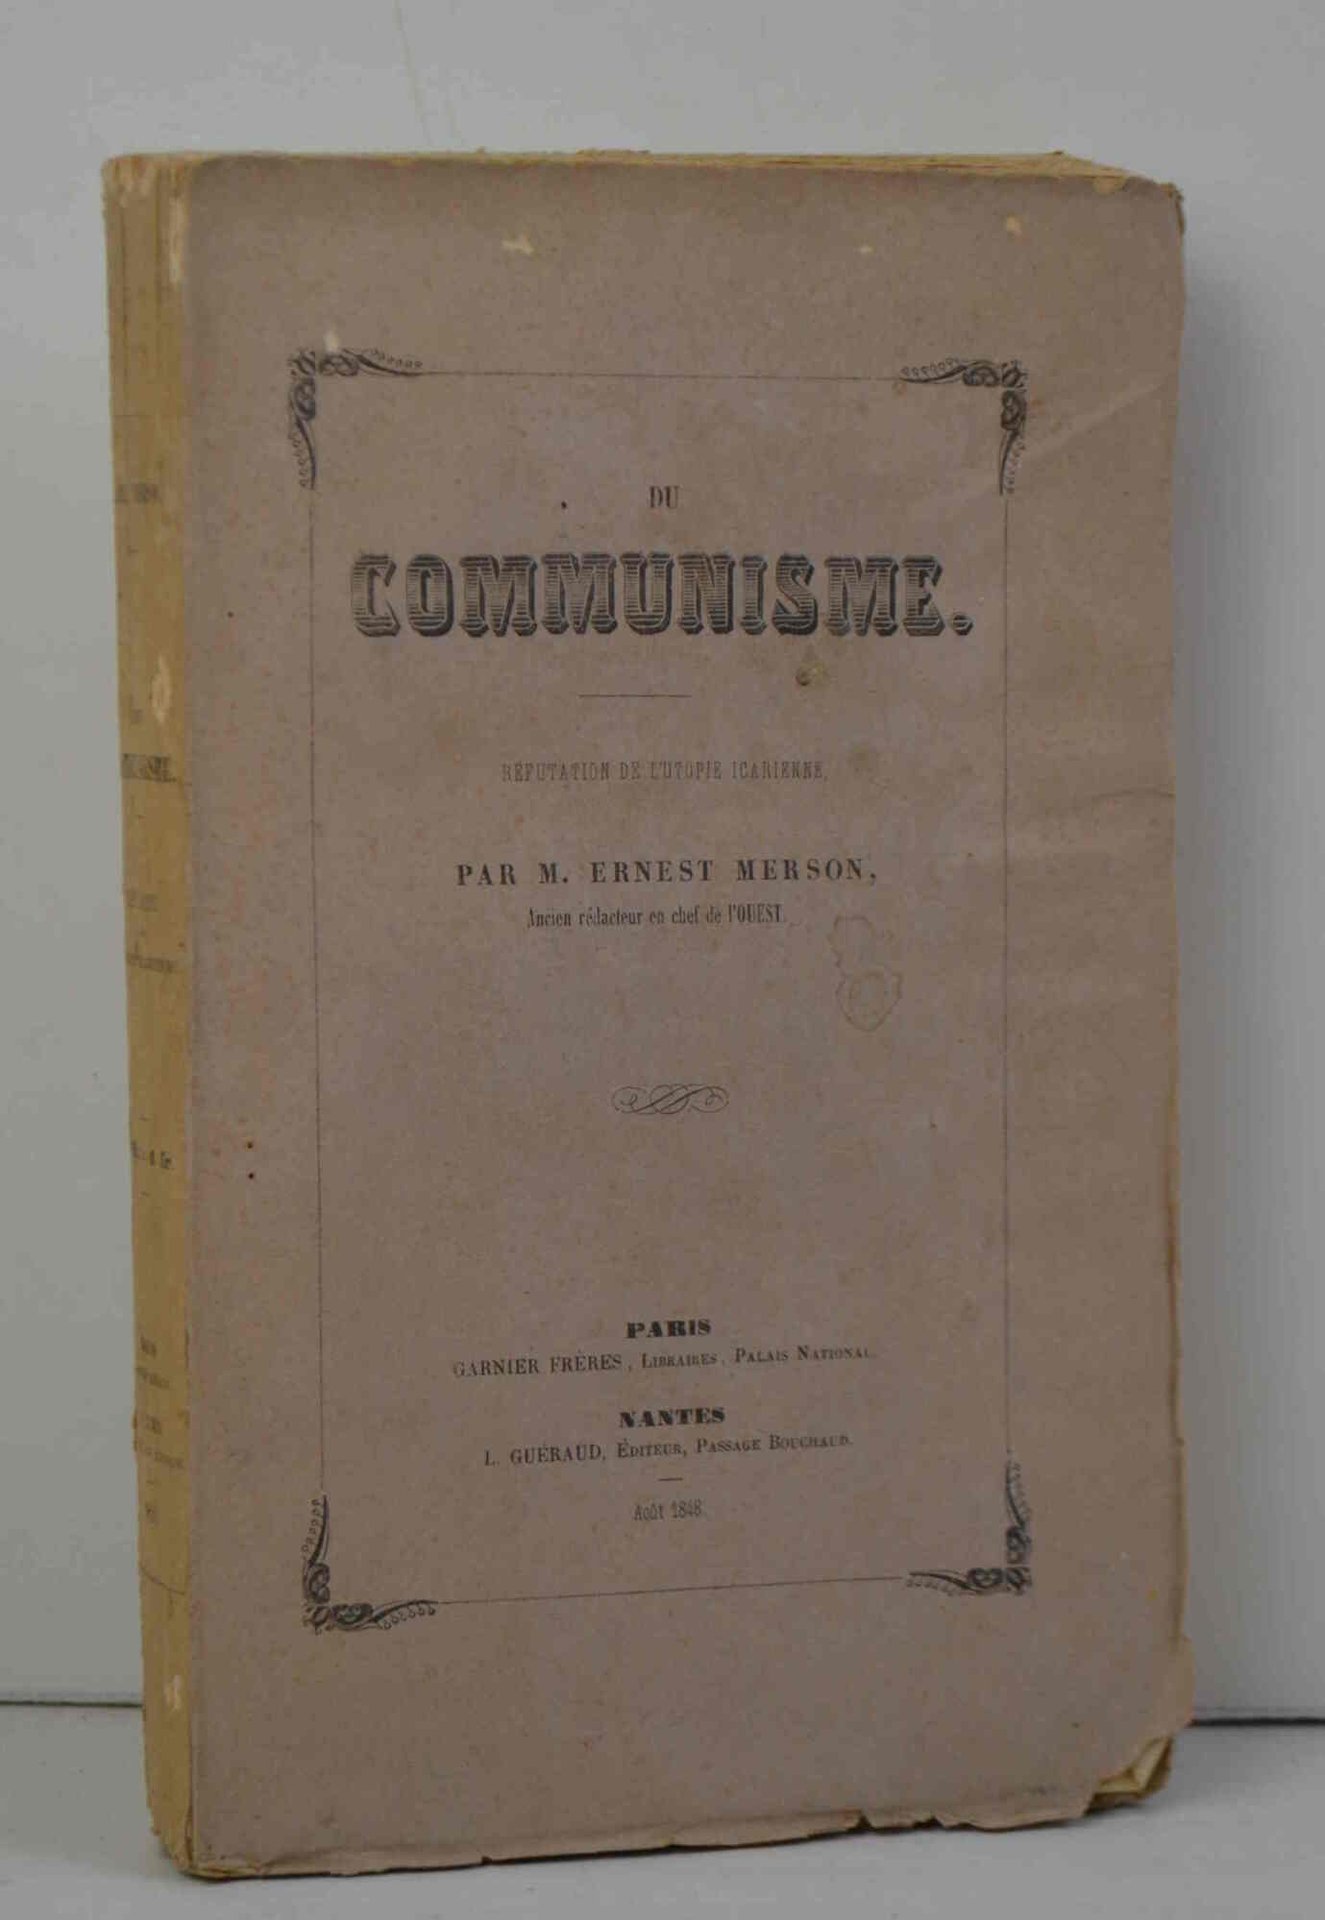 DU
COMMUNISME.
RÉFUTATION DE L'UTOPIE ICARIENNE,
PAR M. ERNEST MERSON,
Ancien rédacteur en chef de l'OUEST.
PARIS
GARNIER FRÈRES, LIBRAIRES, PALAIS NATIONAL.
NANTES
L. GUÉRAUD, ÉDITEUR, PASSAGE BOUCHAUD.
Août 1848.